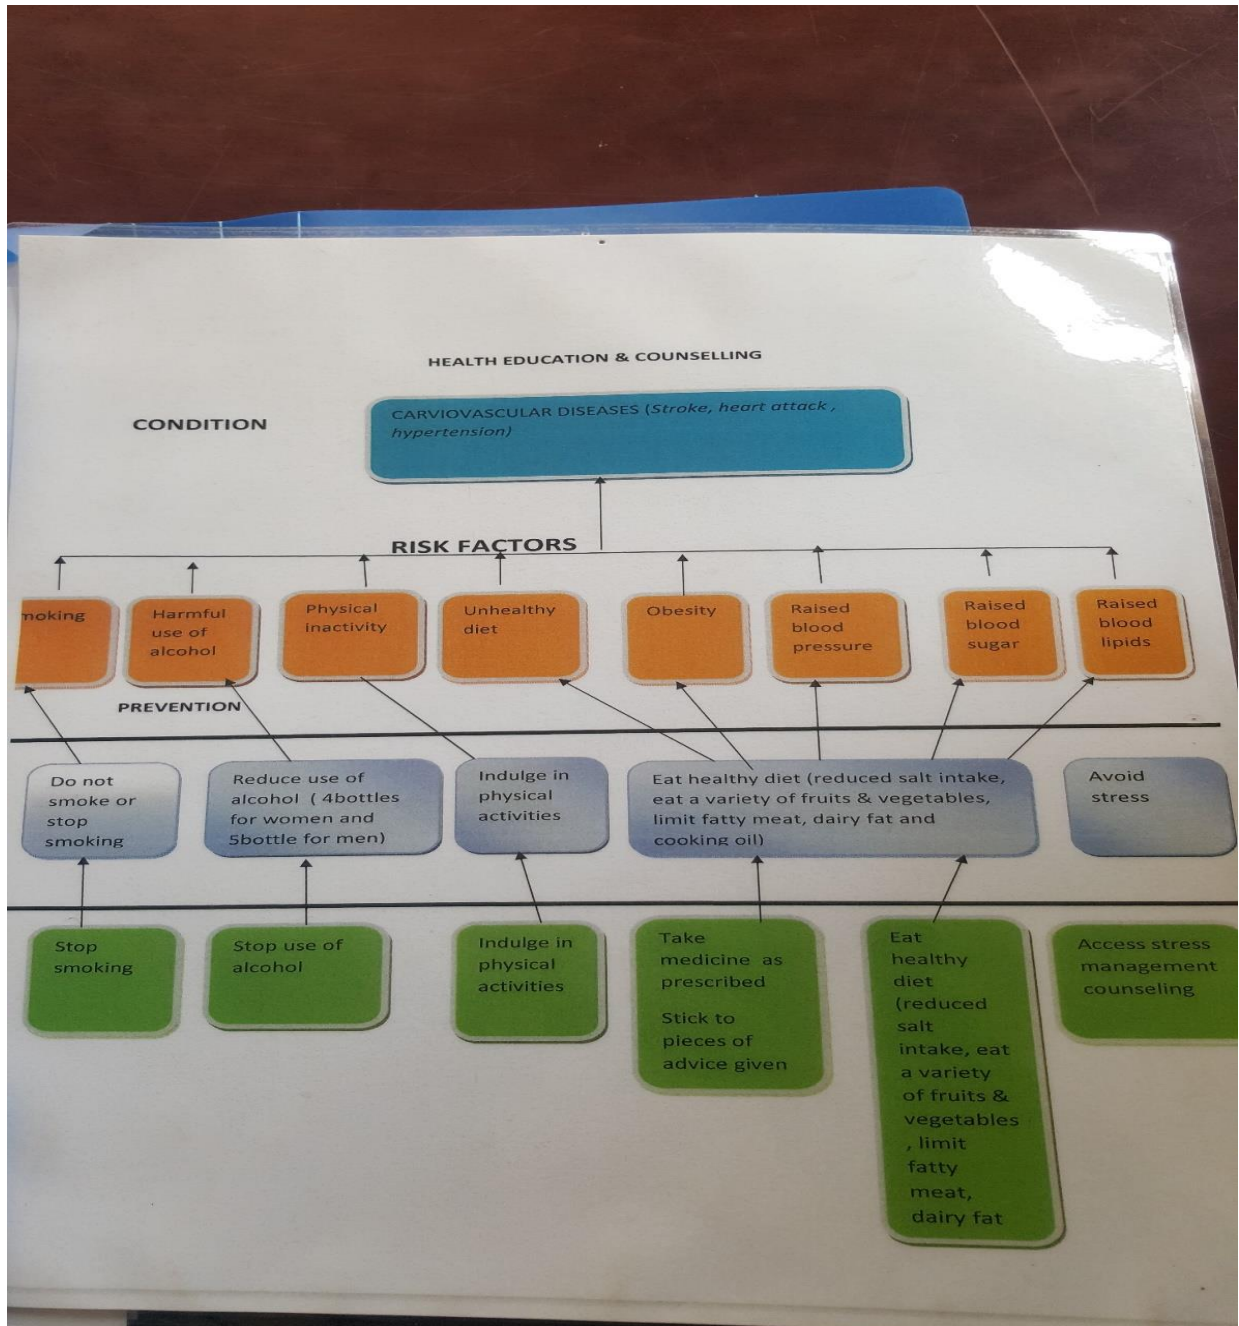 HEALTH EDUCATION & COUNSELLING
CONDITION
CARVIOVASCULAR DISEASES (Stroke, heart attack ,
hypertension)
RISK FACTORS
moking
Harmful
use of
alcohol
Physical
inactivity
Unhealthy
diet
Obesity
Raised
blood
pressure
Raised
blood
sugar
Raised
blood
lipids
PREVENTION
Do not
smoke or
stop
smoking
Reduce use of
alcohol ( 4bottles
for women and
5bottle for men)
Indulge in
physical
activities
Eat healthy diet (reduced salt intake,
eat a variety of fruits & vegetables,
limit fatty meat, dairy fat and
cooking oil)
Avoid
stress
Stop
smoking
Stop use of
alcohol
Indulge in
physical
activities
Take
medicine as
prescribed
Stick to
pieces of
advice given
Eat
healthy
diet
(reduced
salt
intake, eat
a variety
of fruits &
vegetables
, limit
fatty
meat,
dairy fat
Access stress
management
counseling